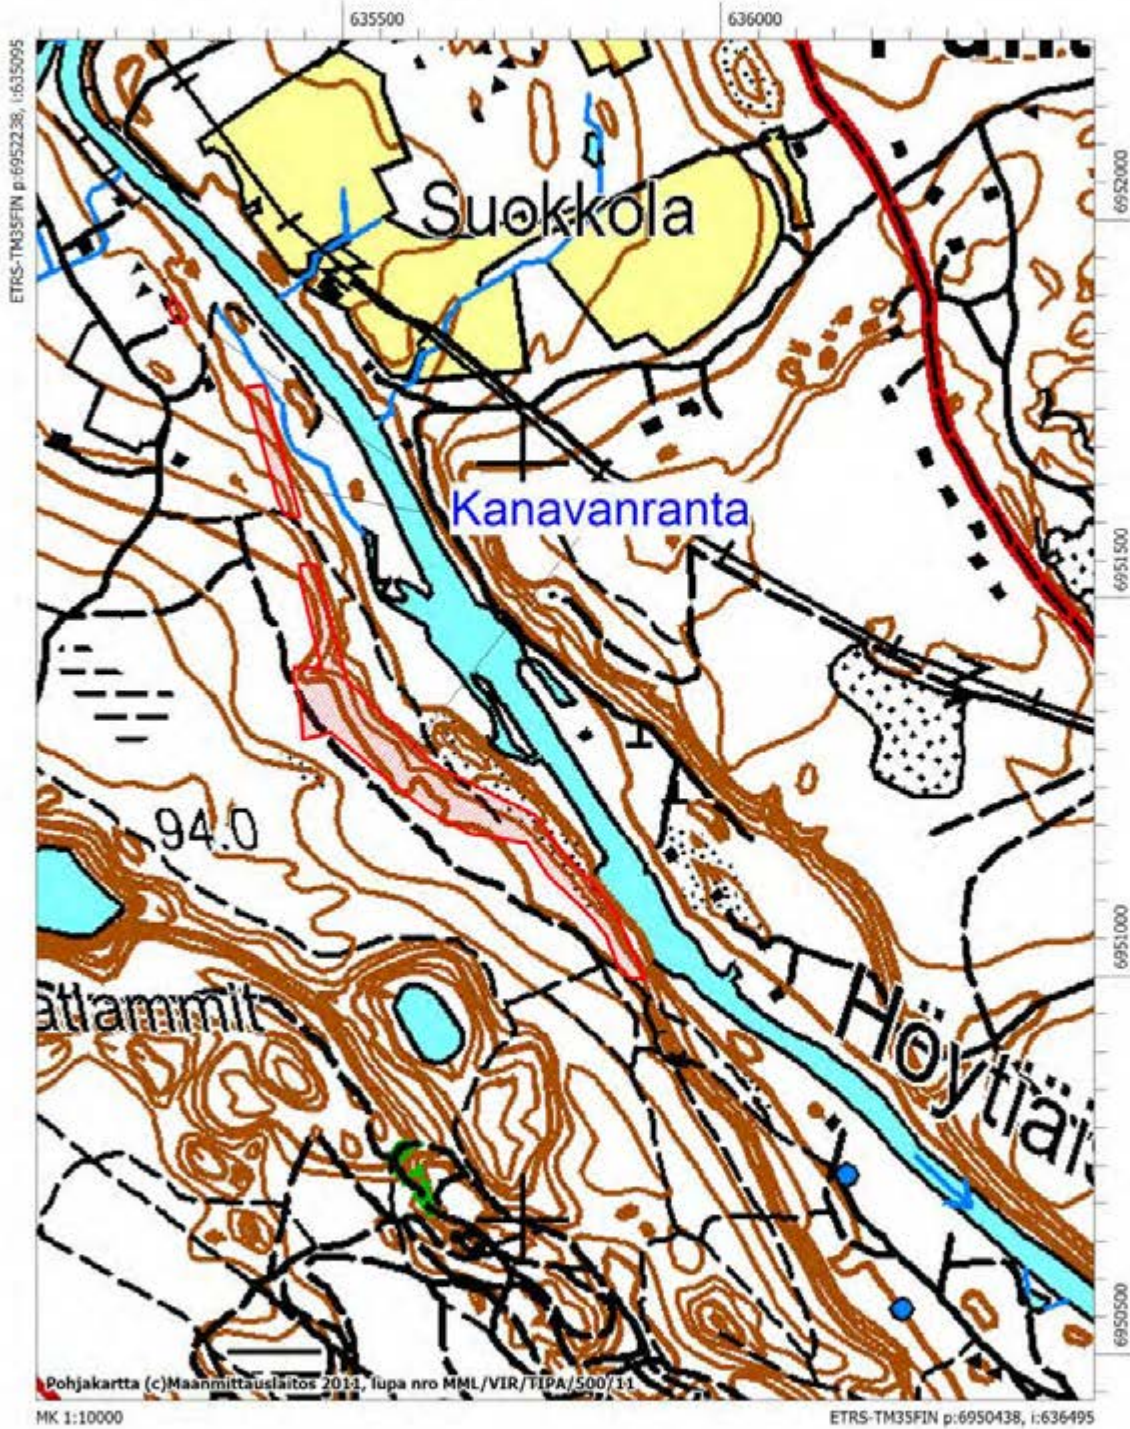 635500
636000
ETRS-TM35FIN p:6952238, i:635095
6952000
Suokkola
Kanavanranta
6951500
94.0
6951000
atlammit
Höytiäi
6950500
Pohjakartta (c)Maanmittauslaitos 2011, lupa nro MML/VIR/TIPA/500/11
MK 1:10000
ETRS-TM35FIN p:6950438, i:636495